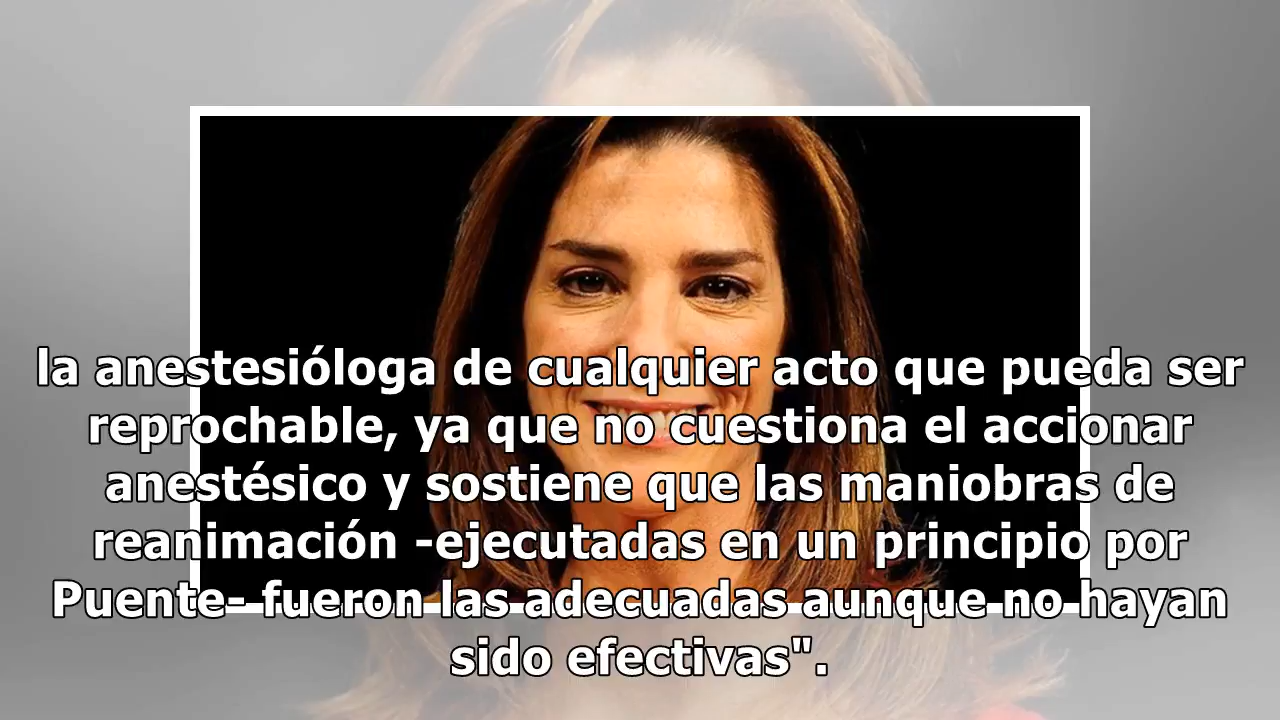 la anestesióloga de cualquier acto que pueda ser
reprochable, ya que no cuestiona el accionar
anestésico y sostiene que las maniobras de
reanimación -ejecutadas en un principio por
Puente- fueron las adecuadas aunque no hayan
sido efectivas".